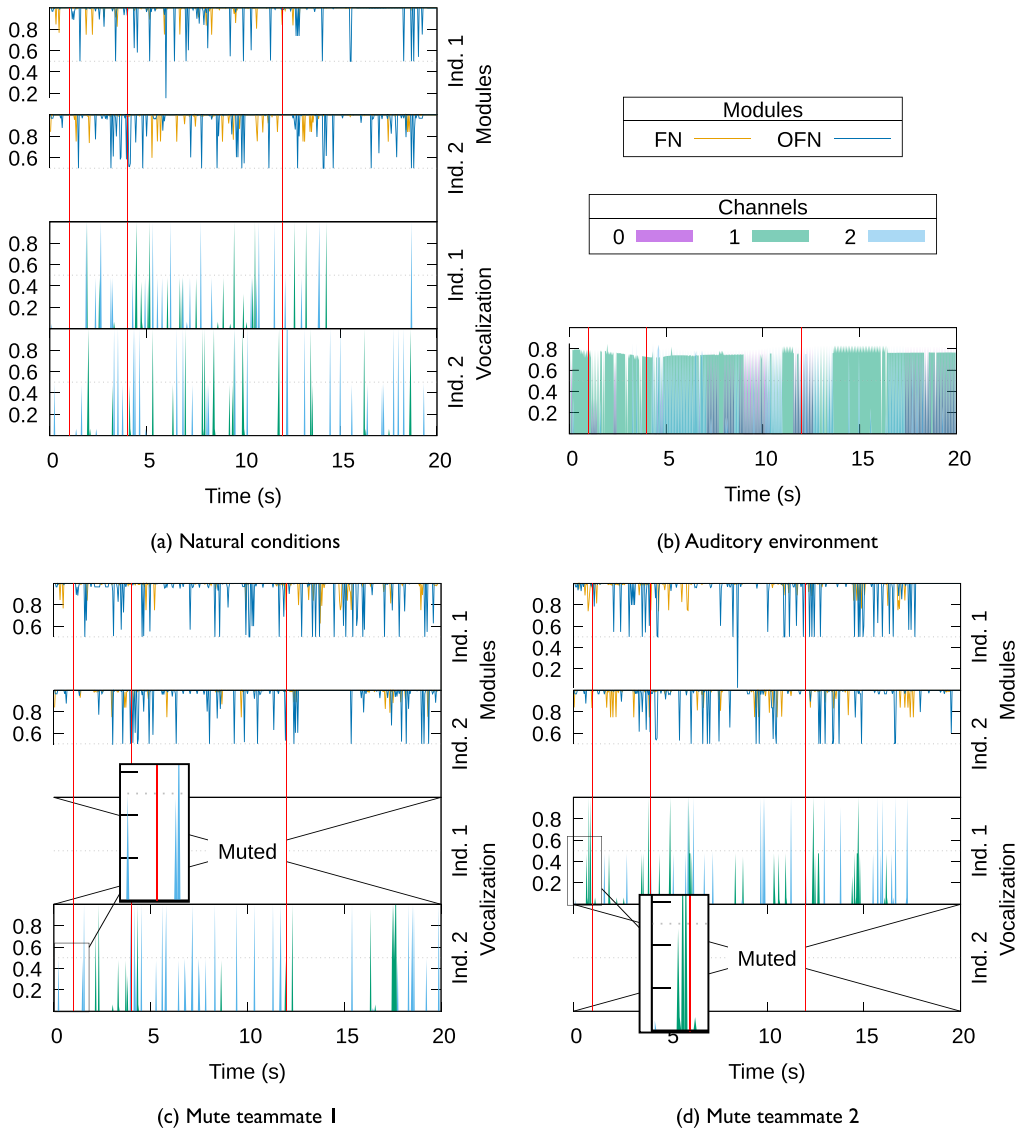 0.8
0.6
0.4
0.2
Ind. 1
0.8
0.6
Ind. 2
Modules
0.8
0.6
0.4
0.2
Ind. 1
0.8
0.6
0.4
0.2
Ind. 2
Vocalization
0 5 10 15 20
Time (s)
(a) Natural conditions
Modules
FN OFN
Channels
0 1 2
0.8
0.6
0.4
0.2
0 5 10 15 20
Time (s)
(b) Auditory environment
0.8
0.6
Ind. 1
0.8
0.6
Ind. 2
Modules
Muted
Ind. 1
0.8
0.6
0.4
0.2
Ind. 2
Vocalization
0 5 10 15 20
Time (s)
(c) Mute teammate 1
0.8
0.6
0.4
0.2
Ind. 1
0.8
0.6
Ind. 2
Modules
0.8
0.6
0.4
0.2
Ind. 1
Muted
Ind. 2
Vocalization
0 5 10 15 20
Time (s)
(d) Mute teammate 2